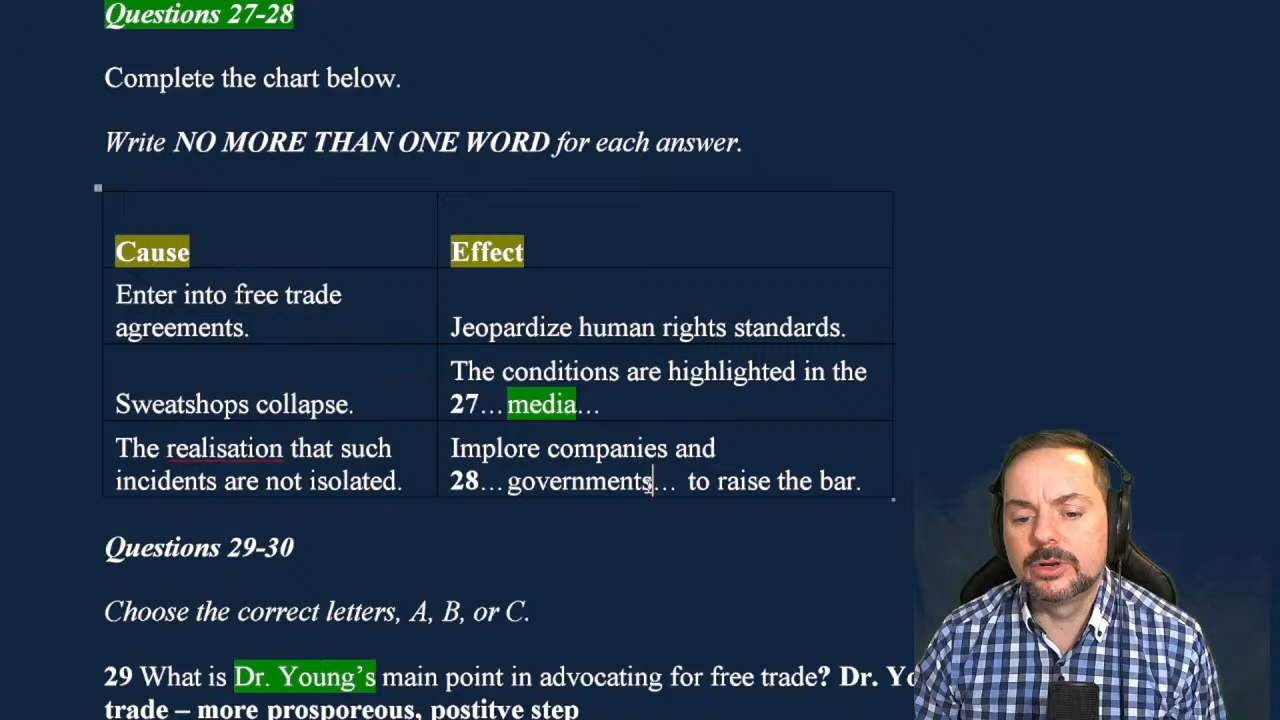 Questions 27-28
Complete the chart below.
Write NO MORE THAN ONE WORD for each answer.
Cause
Effect
Enter into free trade
agreements.
Jeopardize human rights standards.
Sweatshops collapse.
The conditions are highlighted in the
27…media…
The realisation that such
incidents are not isolated.
Implore companies and
28…governments… to raise the bar.
Questions 29-30
Choose the correct letters, A, B, or C.
29 What is Dr. Young’s main point in advocating for free trade? Dr. Yo
trade – more prosporeous, postitve step